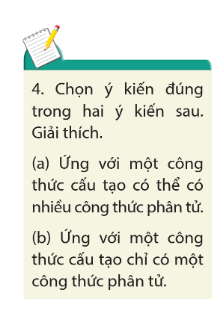 4. Chọn ý kiến đúng
trong hai ý kiến sau.
Giải thích.
(a) Ứng với một công
thức cấu tạo có thể có
nhiều công thức phân tử.
(b) Ứng với một công
thức cấu tạo chỉ có một
công thức phân tử.